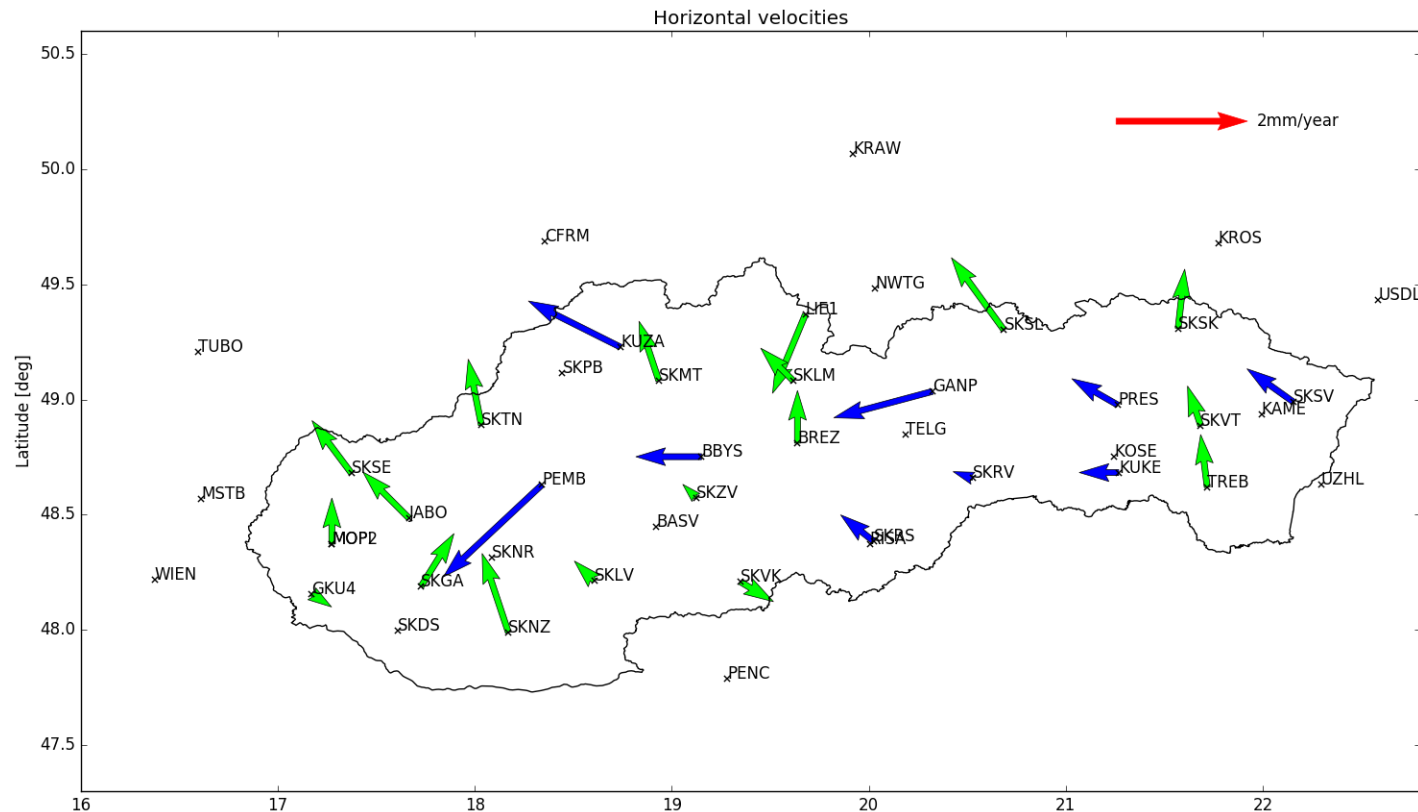 Horizontal velocities
50.5
2mm/year
KRAW
50.0
CFRM
KROS
49.5
NWTG
USDL
LIE1
SKSL
SKSK
KUZA
TUBO
SKPB
SKMT
SKLM
GANP
49.0
PRES
SKSV
KAME
SKTN
SKVT
BREZ
TELG
BBYS
KOSE
SKSE
PEMB
SKRV
KUKE
TREB
UZHL
MSTB
SKZV
48.5
JABO
BASV
MOPI
SKRS
SKNR
WIEN
SKGA
SKLV
SKVK
GKU4
48.0
SKDS
SKNZ
PENC
47.5
16 17 18 19 20 21 22
Latitude [deg]